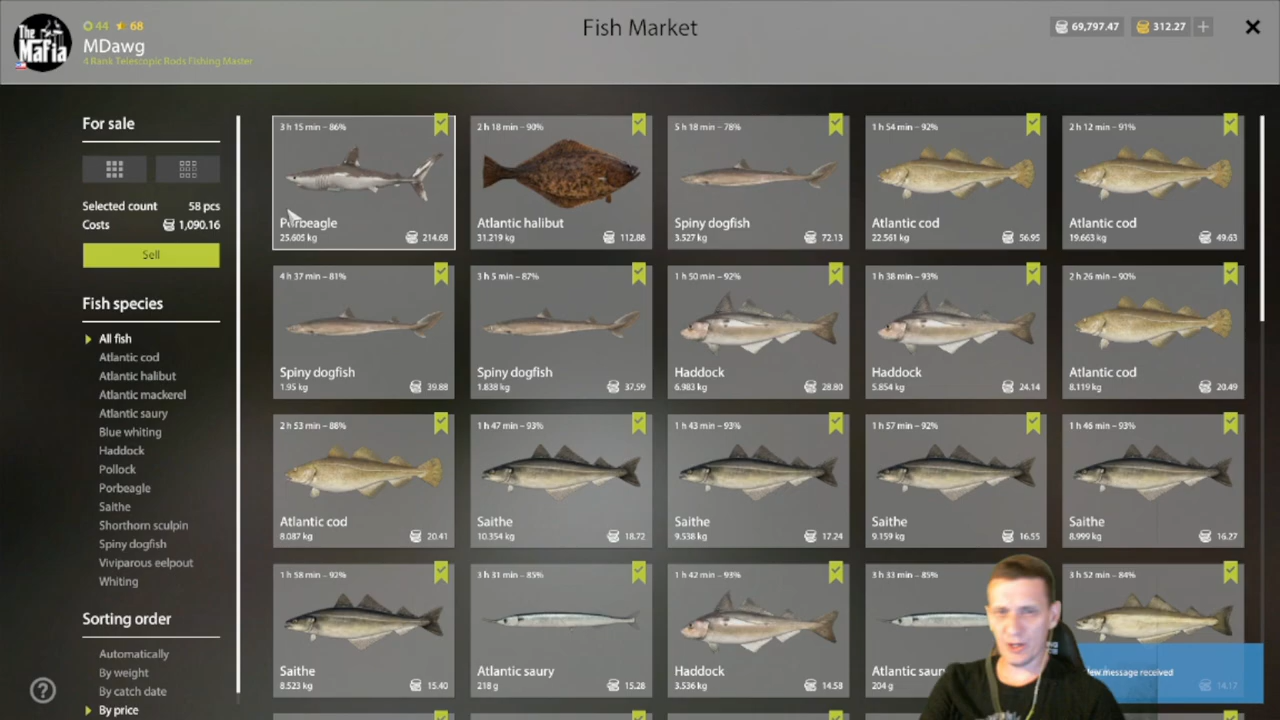 Fish Market
The
Mafia
44 68
MDawg
4 Rank Telescopic Rods Fishing Master
69,797.47
312.27
For sale
Selected count 58 pcs
Costs 1,090.16
Sell
Fish species
All fish
Atlantic cod
Atlantic halibut
Atlantic mackerel
Atlantic saury
Blue whiting
Haddock
Pollock
Porbeagle
Saithe
Shorthorn sculpin
Spiny dogfish
Viviparous eelpout
Whiting
Sorting order
Automatically
By weight
By catch date
By price
3 h 15 min – 86%
Porbeagle
23.605 kg 214.68
2 h 18 min – 90%
Atlantic halibut
31.219 kg 112.88
5 h 18 min – 78%
Spiny dogfish
3.527 kg 72.13
1 h 54 min – 92%
Atlantic cod
22.561 kg 56.95
2 h 12 min – 91%
Atlantic cod
19.663 kg 49.63
4 h 37 min – 81%
Spiny dogfish
1.95 kg 39.88
3 h 5 min – 87%
Spiny dogfish
1.838 kg 37.59
1 h 50 min – 92%
Haddock
6.983 kg 28.80
1 h 38 min – 93%
Haddock
5.854 kg 24.14
2 h 26 min – 90%
Atlantic cod
8.119 kg 20.49
2 h 53 min – 88%
Atlantic cod
8.087 kg 20.41
1 h 47 min – 93%
Saithe
10.354 kg 18.72
1 h 43 min – 93%
Saithe
9.538 kg 17.24
1 h 57 min – 92%
Saithe
9.159 kg 16.55
1 h 46 min – 93%
Saithe
8.999 kg 16.27
1 h 58 min – 92%
Saithe
8.523 kg 15.40
3 h 31 min – 85%
Atlantic saury
218 g 15.28
1 h 42 min – 93%
Haddock
3.536 kg 14.58
3 h 33 min – 85%
Atlantic saury
204 g
3 h 52 min – 84%
14.17
New message received
?